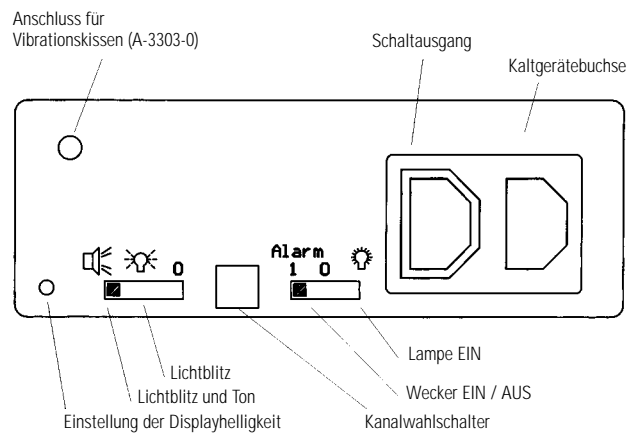 Anschluss für
Vibrationskissen (A-3303-0)
Schaltausgang
Kaltgerätebuchse
Alarm
0
1 0
Lampe EIN
Lichtblitz
Wecker EIN / AUS
Lichtblitz und Ton
Einstellung der Displayhelligkeit
Kanalwahlschalter